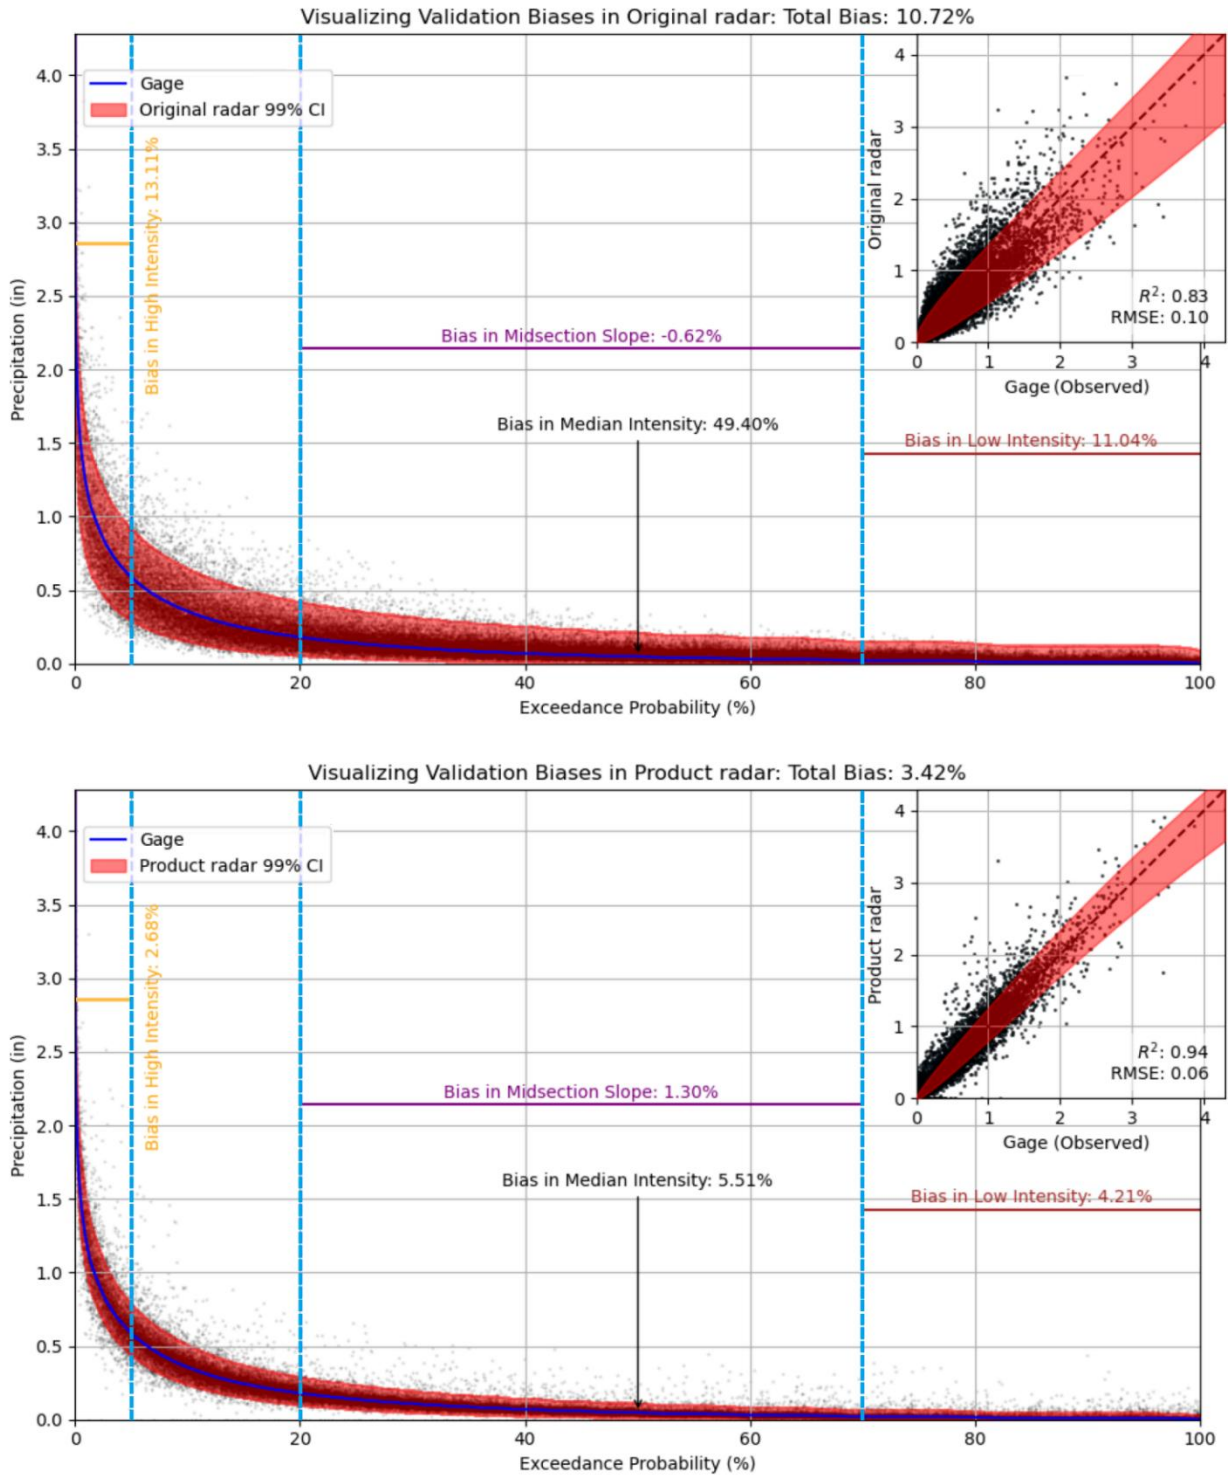 Visualizing Validation Biases in Original radar: Total Bias: 10.72%
4.0
3.5
3.0
2.5
2.0
1.5
1.0
0.5
0.0
Precipitation (in)
Gage
Original radar 99% CI
Bias in High Intensity: 13.11%
Bias in Midsection Slope: -0.62%
Bias in Median Intensity: 49.40%
Bias in Low Intensity: 11.04%
4
3
2
1
0
Original radar
R²: 0.83
RMSE: 0.10
0 1 2 3 4
Gage (Observed)
0 20 40 60 80 100
Exceedance Probability (%)
Visualizing Validation Biases in Product radar: Total Bias: 3.42%
4.0
3.5
3.0
2.5
2.0
1.5
1.0
0.5
0.0
Precipitation (in)
Gage
Product radar 99% CI
Bias in High Intensity: 2.68%
Bias in Midsection Slope: 1.30%
Bias in Median Intensity: 5.51%
Bias in Low Intensity: 4.21%
4
3
2
1
0
Product radar
R²: 0.94
RMSE: 0.06
0 1 2 3 4
Gage (Observed)
0 20 40 60 80 100
Exceedance Probability (%)